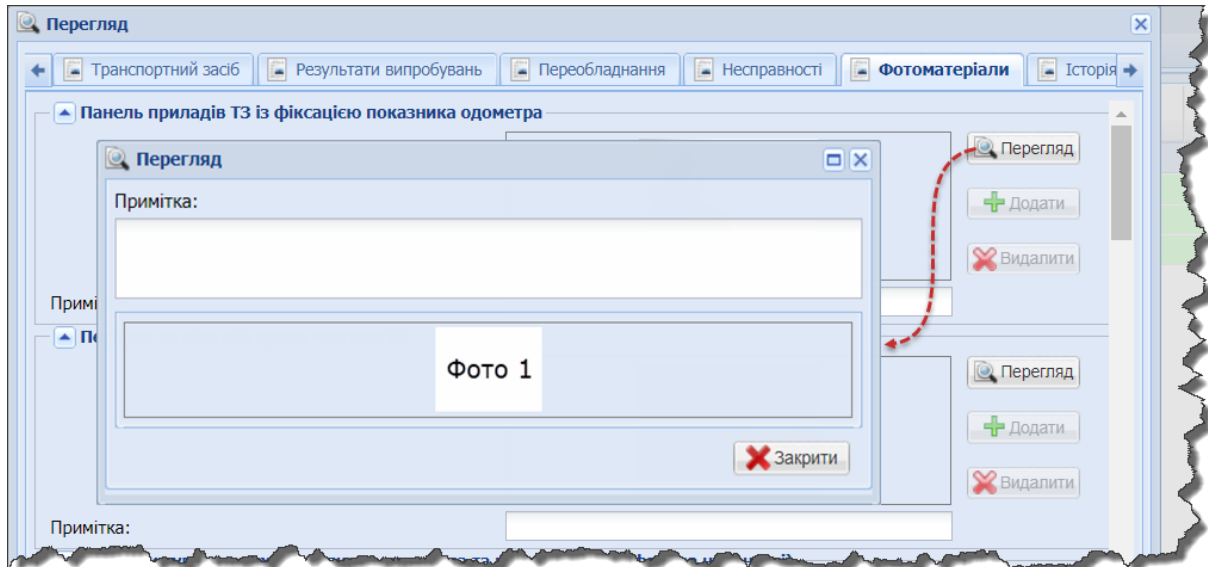 Перегляд
Транспортний засіб Результати випробувань Переобладнання Несправності Фотоматеріали Історія
Панель приладів ТЗ із фіксацією показника одометра
Перегляд
Перегляд
Примітка:
Додати
Видалити
Примі
Пе
Фото 1
Перегляд
Додати
Закрити
Видалити
Примітка: